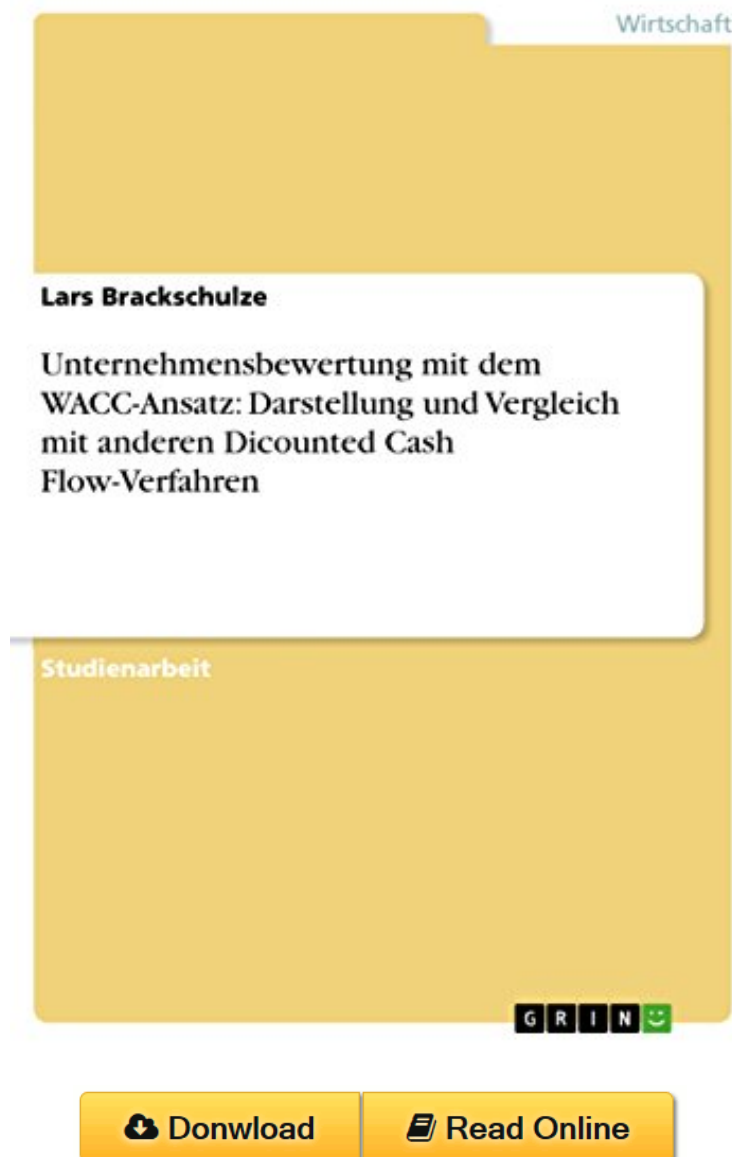 Wirtschaft
Lars Brackschulze
Unternehmensbewertung mit dem
WACC-Ansatz: Darstellung und Vergleich
mit anderen Dicounted Cash
Flow-Verfahren
Studienarbeit
GRIN
Donwload
Read Online